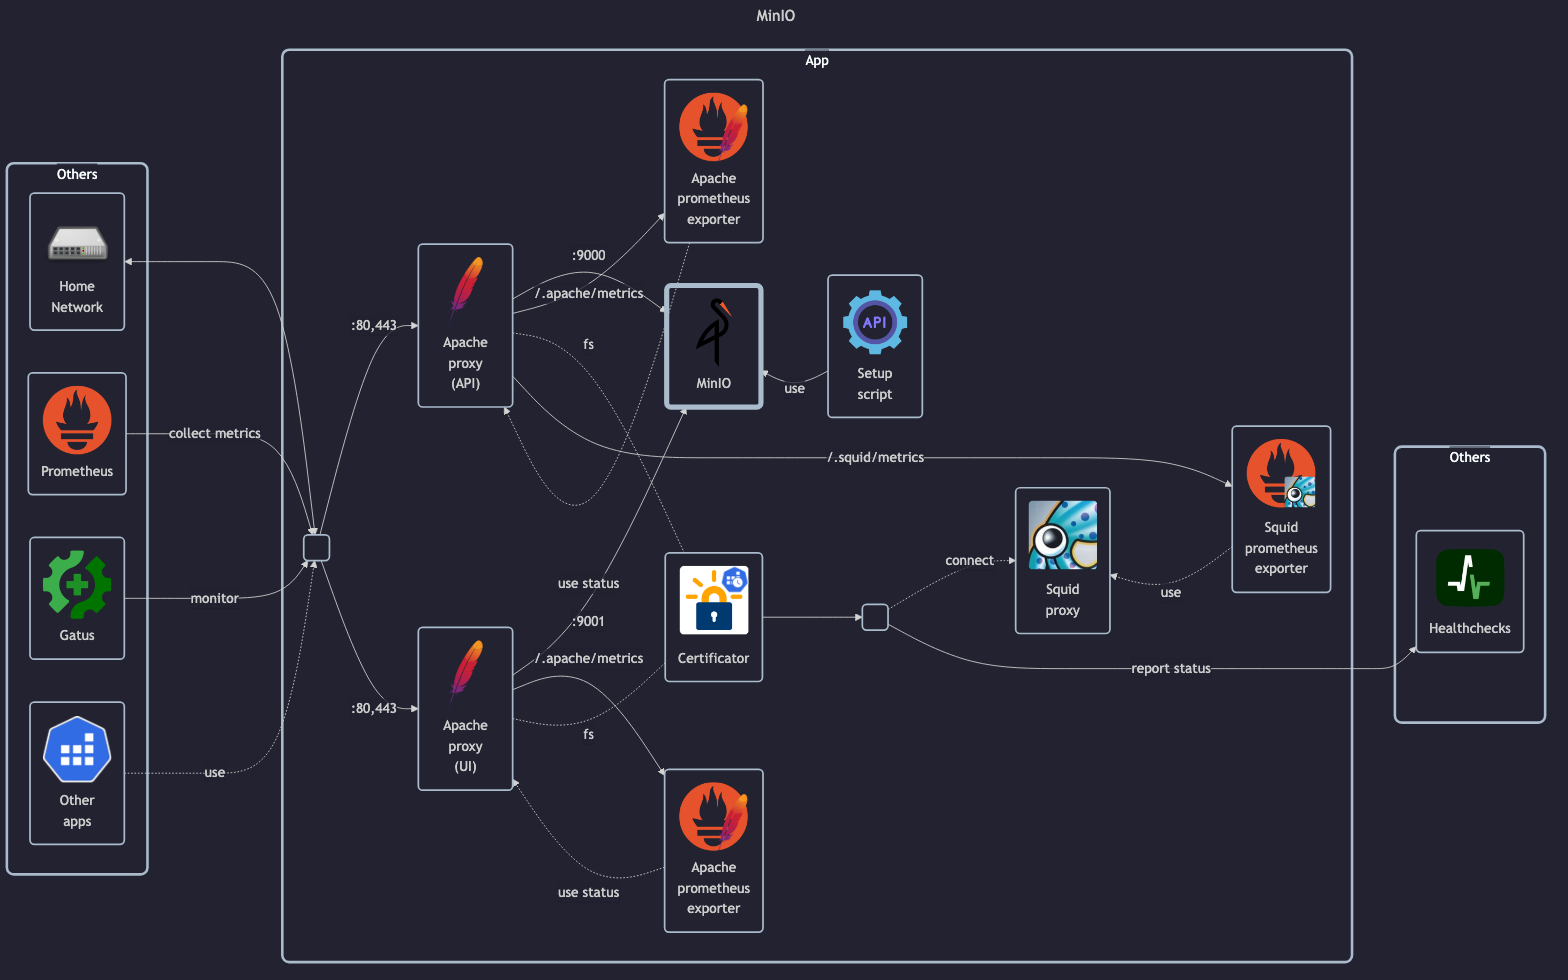 MinIO
App
Others
Home
Network
Prometheus
Gatus
Other
apps
collect metrics
monitor
use
:80,443
:80,443
Apache
proxy
(API)
Apache
proxy
(UI)
:9000
/.apache/metrics
fs
use status
:9001
/.apache/metrics
fs
use status
Apache
prometheus
exporter
MinIO
use
API
Setup
script
/.squid/metrics
Certificator
Apache
prometheus
exporter
connect
Squid
proxy
use
Squid
prometheus
exporter
report status
Others
Healthchecks